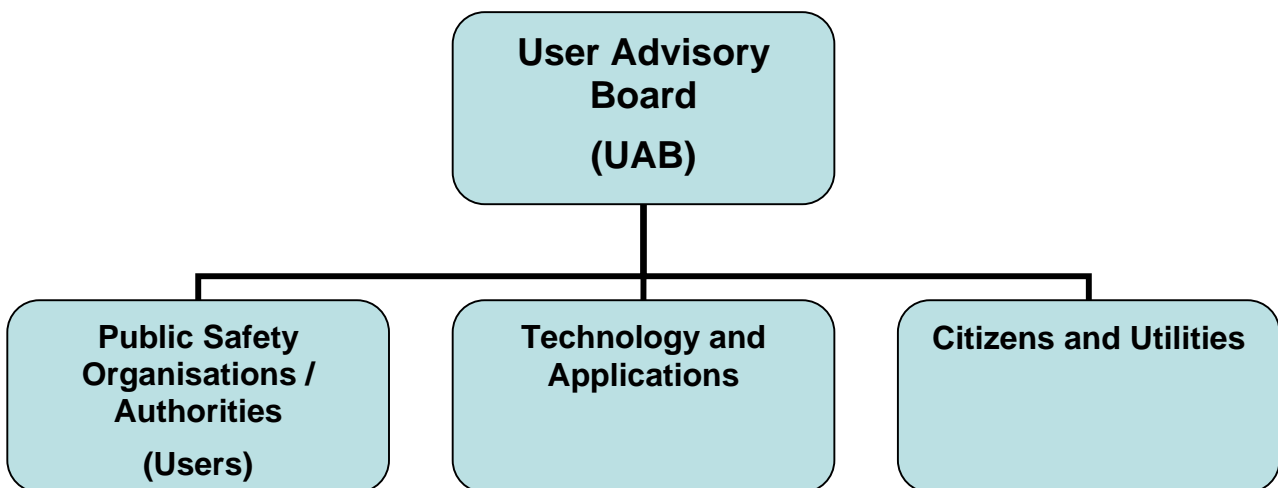 User Advisory
Board
(UAB)
Public Safety
Organisations /
Authorities
(Users)
Technology and
Applications
Citizens and Utilities